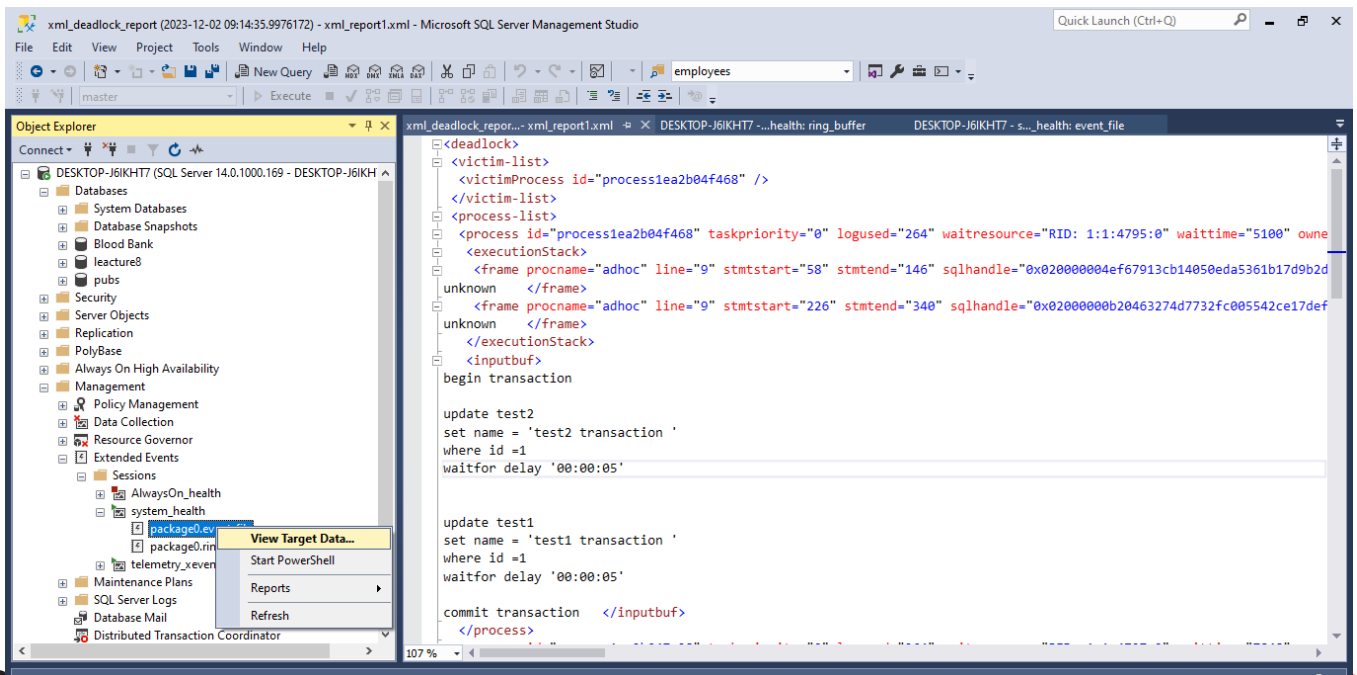 xml_deadlock_report (2023-12-02 09:14:35.9976172) - xml_report1.xml - Microsoft SQL Server Management Studio
Quick Launch (Ctrl+Q)
File Edit View Project Tools Window Help
New Query MDX DMX XMLA DAX employees
master Execute
Object Explorer
xml_deadlock_repor...- xml_report1.xml DESKTOP-J6IKHT7 -...health: ring_buffer DESKTOP-J6IKHT7 - s..._health: event_file
Connect
DESKTOP-J6IKHT7 (SQL Server 14.0.1000.169 - DESKTOP-J6IKH
Databases
System Databases
Database Snapshots
Blood Bank
leacture8
pubs
Security
Server Objects
Replication
PolyBase
Always On High Availability
Management
Policy Management
Data Collection
Resource Governor
Extended Events
Sessions
AlwaysOn_health
system_health
package0.ev
package0.rin
telemetry_xeven
Maintenance Plans
SQL Server Logs
Database Mail
Distributed Transaction Coordinator
View Target Data...
Start PowerShell
Reports
Refresh
<deadlock>
<victim-list>
<victimProcess id="process1ea2b04f468" />
</victim-list>
<process-list>
<process id="process1ea2b04f468" taskpriority="0" logused="264" waitresource="RID: 1:1:4795:0" waittime="5100" owne
<executionStack>
<frame procname="adhoc" line="9" stmtstart="58" stmtend="146" sqlhandle="0x020000004ef67913cb14050eda5361b17d9b2d
unknown </frame>
<frame procname="adhoc" line="9" stmtstart="226" stmtend="340" sqlhandle="0x02000000b20463274d7732fc005542ce17def
unknown </frame>
</executionStack>
<inputbuf>
begin transaction
update test2
set name = 'test2 transaction '
where id =1
waitfor delay '00:00:05'
update test1
set name = 'test1 transaction '
where id =1
waitfor delay '00:00:05'
commit transaction </inputbuf>
</process>
107 %